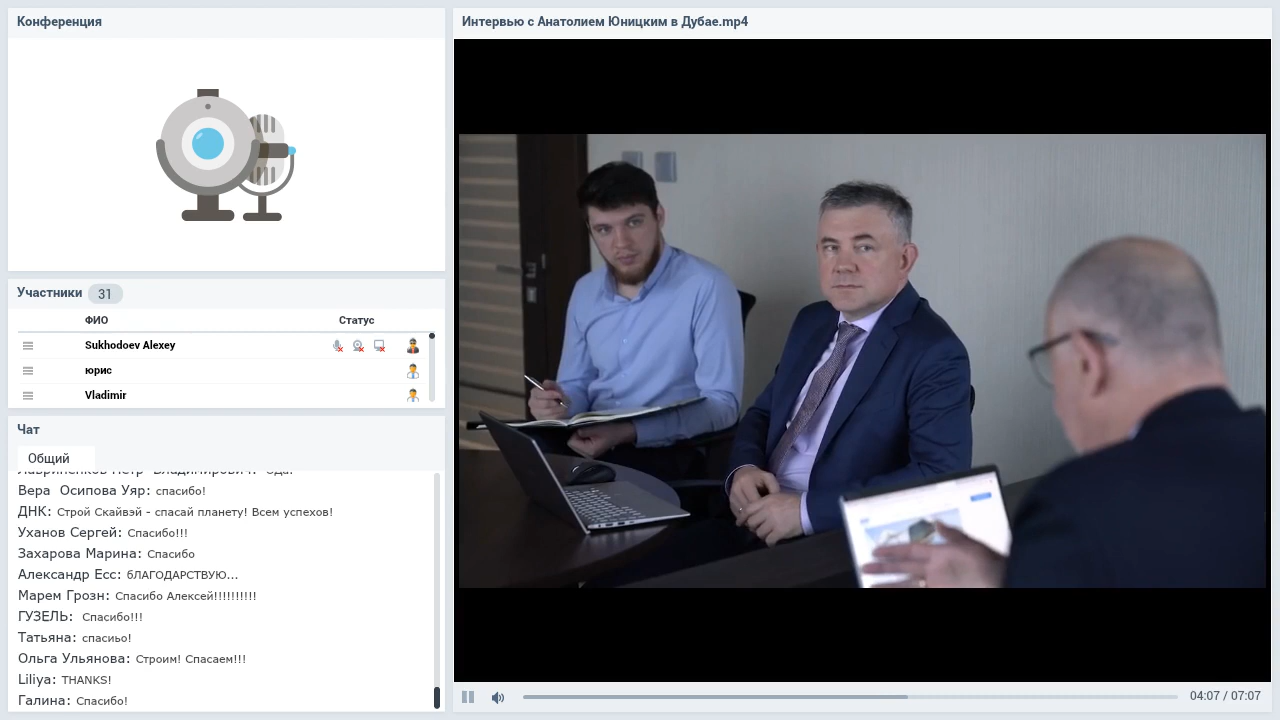 Конференция
Интервью с Анатолием Юницким в Дубае.mp4
Участники 31
ФИО Статус
Sukhodoev Alexey
юрис
Vladimir
Чат
Общий
Вера Осипова Уяр: спасибо!
ДНК: Строй Скайвэй - спасай планету! Всем успехов!
Уханов Сергей: Спасибо!!!
Захарова Марина: Спасибо
Александр Есс: бЛАГОДАРСТВУЮ...
Марем Грозн: Спасибо Алексей!!!!!!!!!!
ГУЗЕЛЬ: Спасибо!!!
Татьяна: спасиьо!
Ольга Ульянова: Строим! Спасаем!!!
Liliya: THANKS!
Галина: Спасибо!
04:07 / 07:07